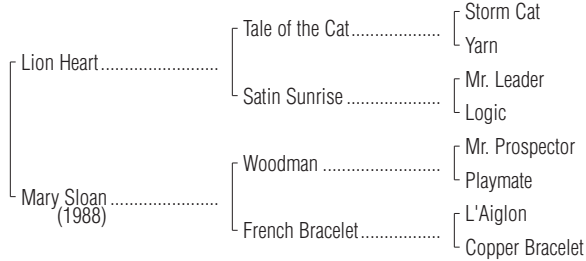 Storm Cat
Tale of the Cat
Yarn
Lion Heart
Mr. Leader
Satin Sunrise
Logic
Mr. Prospector
Woodman
Playmate
Mary Sloan
(1988)
L'Aiglon
French Bracelet
Copper Bracelet